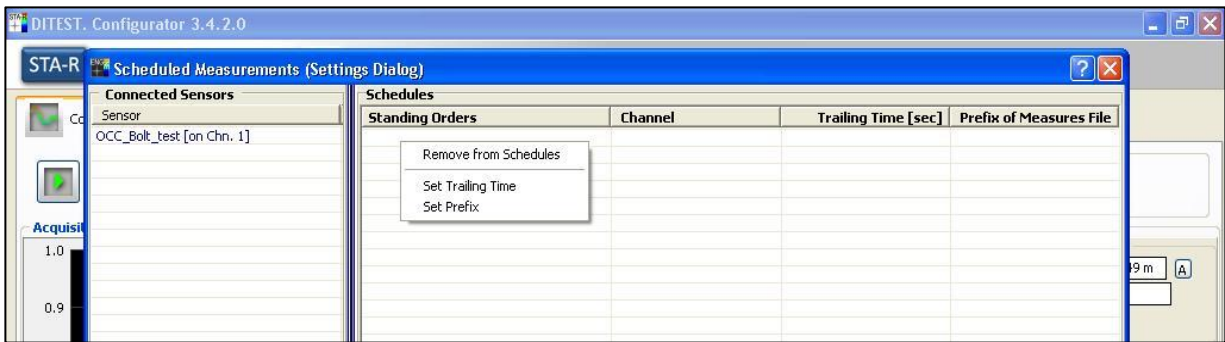 DITEST. Configurator 3.4.2.0
STA-R
Scheduled Measurements (Settings Dialog)
Connected Sensors
Schedules
Sensor
Standing Orders Channel Trailing Time [sec] Prefix of Measures File
OCC_Bolt_test [on Chn. 1]
Remove from Schedules
Set Trailing Time
Set Prefix
1.0
A
0.9